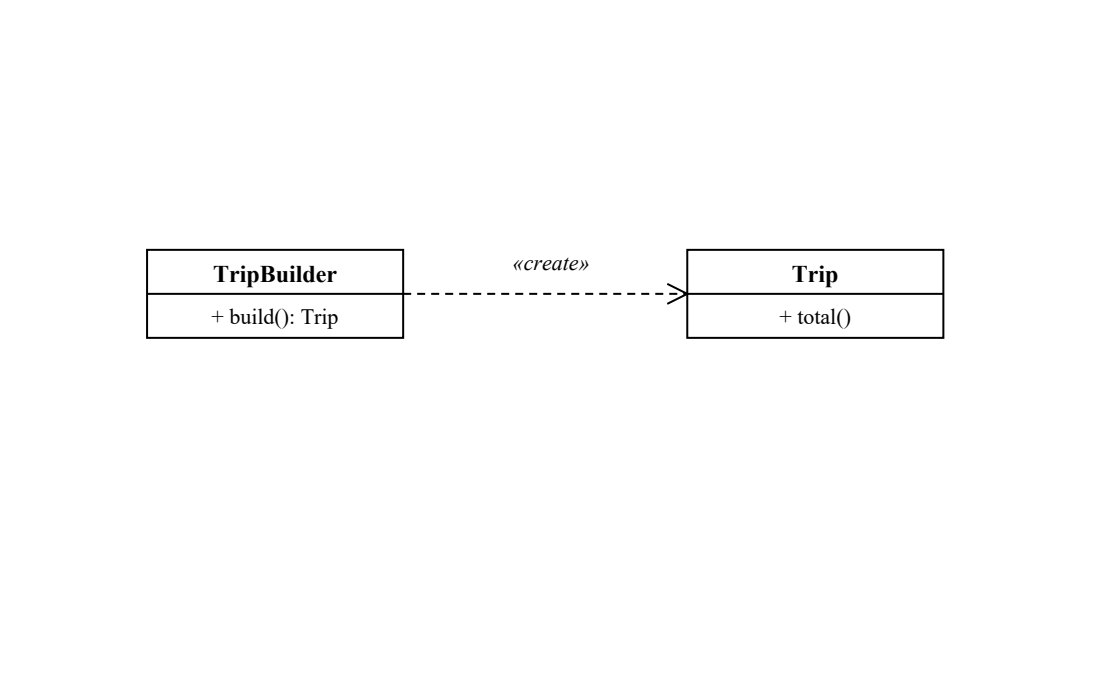 TripBuilder
+ build(): Trip
«create»
Trip
+ total()